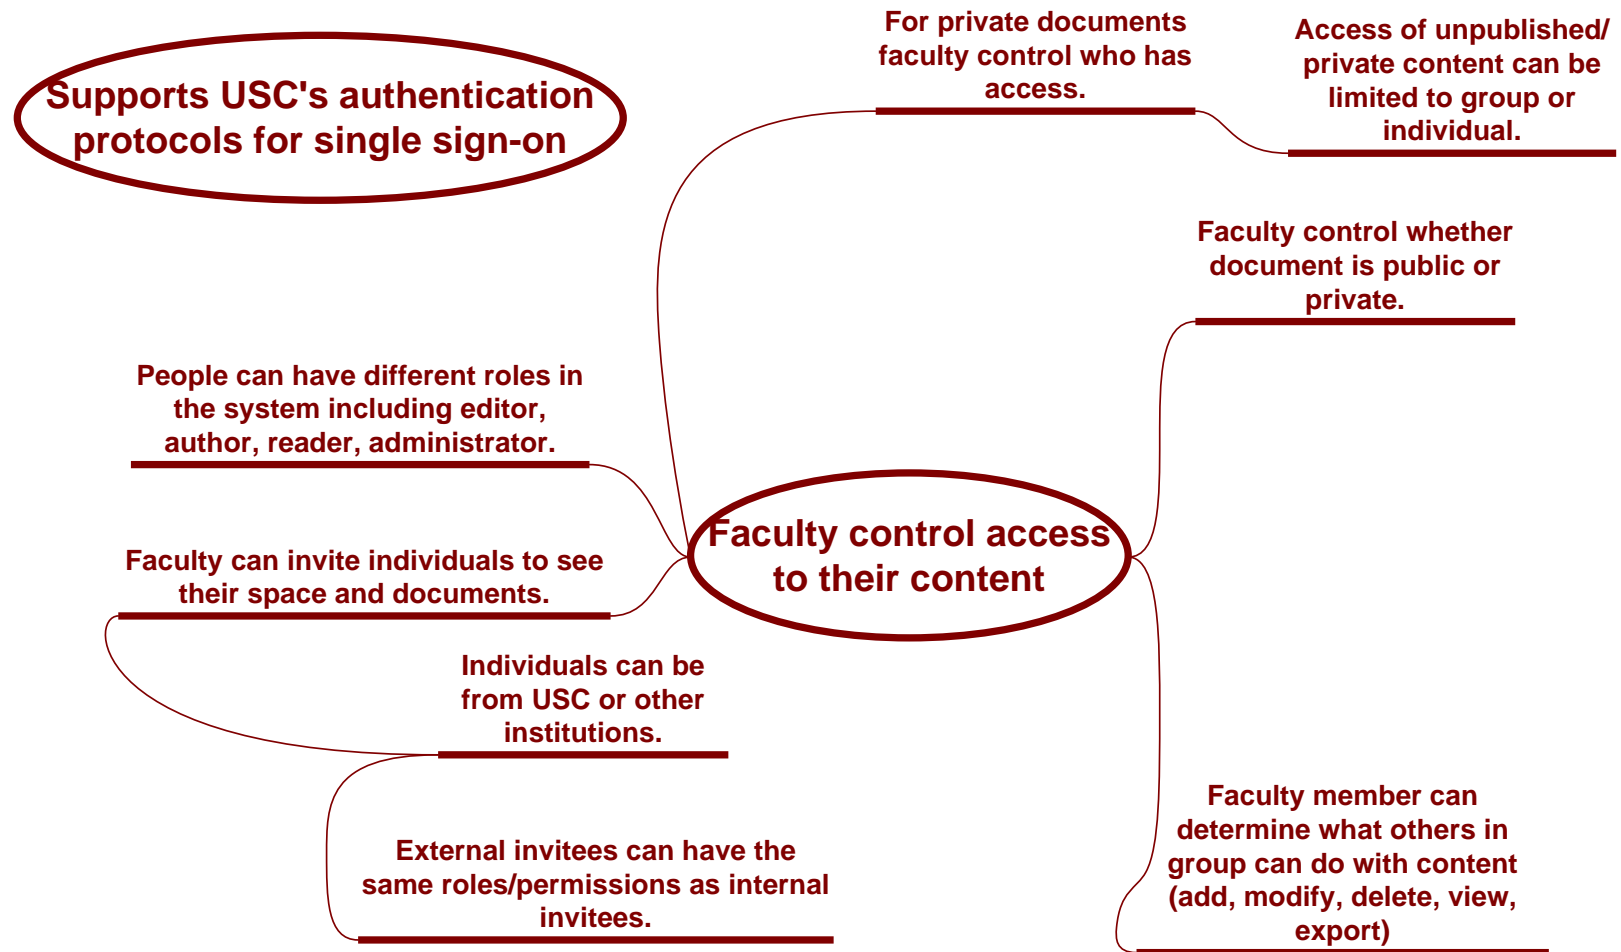 Supports USC's authentication
protocols for single sign-on
For private documents
faculty control who has
access.
Access of unpublished/
private content can be
limited to group or
individual.
Faculty control whether
document is public or
private.
People can have different roles in
the system including editor,
author, reader, administrator.
Faculty control access
to their content
Faculty can invite individuals to see
their space and documents.
Individuals can be
from USC or other
institutions.
External invitees can have the
same roles/permissions as internal
invitees.
Faculty member can
determine what others in
group can do with content
(add, modify, delete, view,
export)